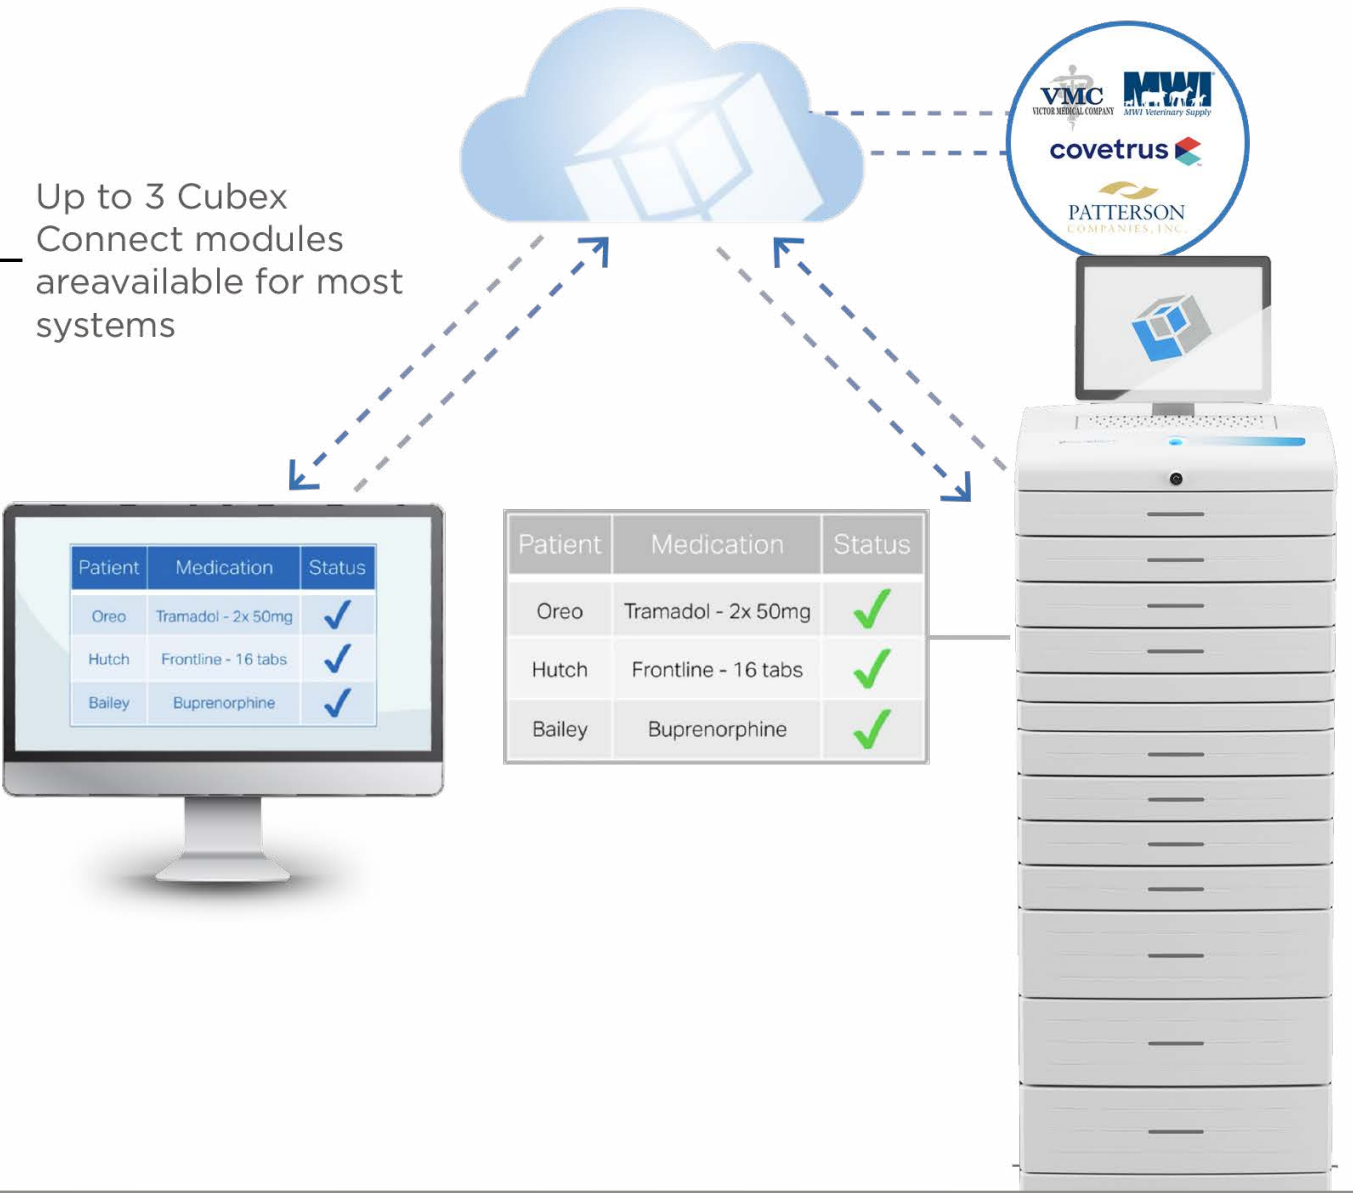 VMC
VICTOR MEDICAL COMPANY
MWI
MWI Veterinary Supply
covetrus
PATTERSON
COMPANIES, INC.
Up to 3 Cubex
Connect modules
areavailable for most
systems
Patient Medication Status
Oreo Tramadol - 2x 50mg ✓
Hutch Frontline - 16 tabs ✓
Bailey Buprenorphine ✓
Patient Medication Status
Oreo Tramadol - 2x 50mg ✓
Hutch Frontline - 16 tabs ✓
Bailey Buprenorphine ✓